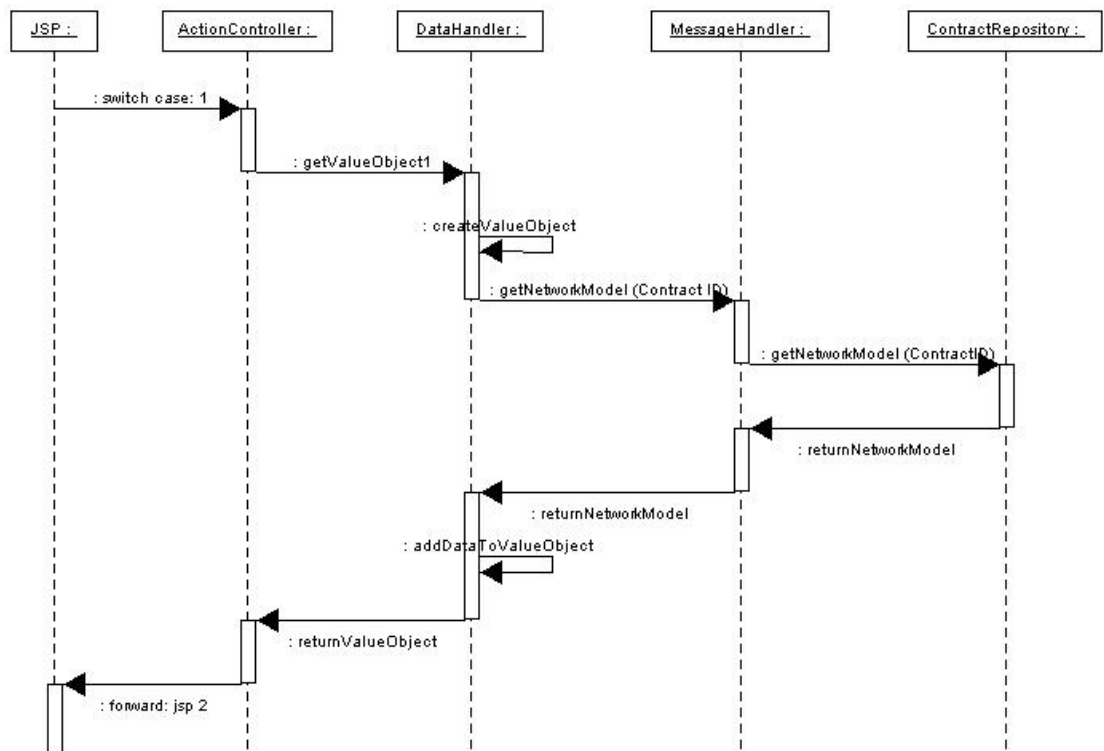 JSP :
ActionController :
DataHandler :
MessageHandler :
ContractRepository :
: switch case: 1
: getValueObject1
: createValueObject
: getNetworkModel (Contract ID)
: getNetworkModel (ContractID)
: returnNetworkModel
: returnNetworkModel
: addDataToValueObject
: returnValueObject
: forward: jsp 2